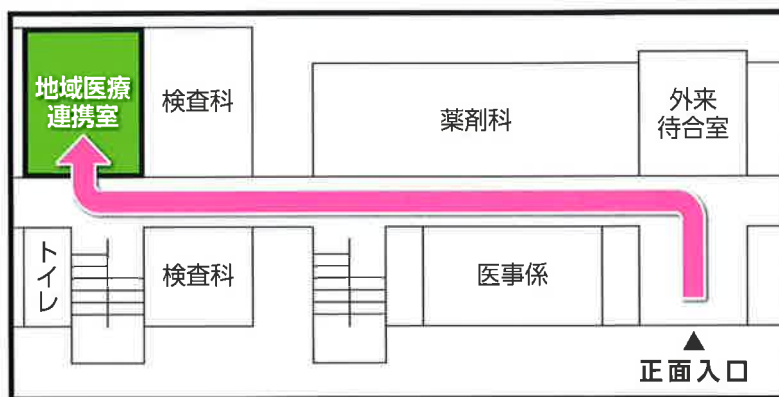 地域医療
連携室
検査科
薬剤科
外来
待合室
トイレ
検査科
医事係
正面入口